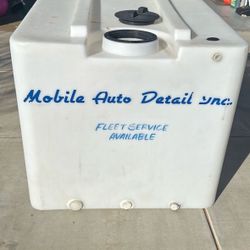 Mobile Auto Detail Inc.
FLEET SERVICE
AVAILABLE